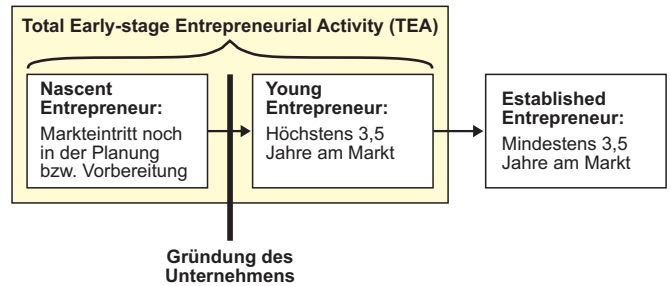 Total Early-stage Entrepreneurial Activity (TEA)
Nascent
Entrepreneur:
Markteintritt noch
in der Planung
bzw. Vorbereitung
Young
Entrepreneur:
Höchstens 3,5
Jahre am Markt
Established
Entrepreneur:
Mindestens 3,5
Jahre am Markt
Gründung des
Unternehmens